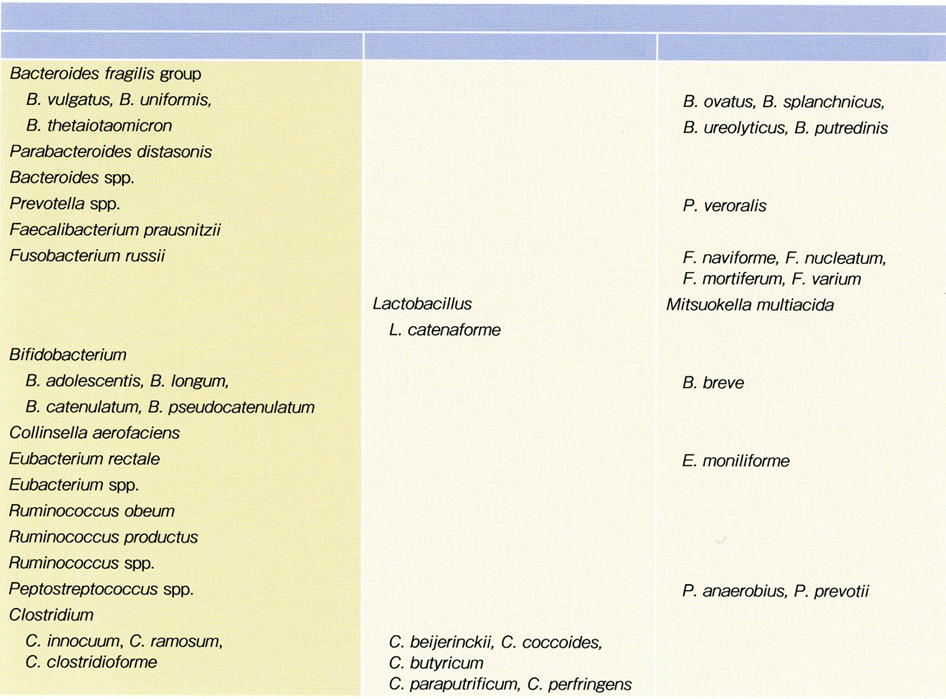 Bacteroides fragilis group
B. vulgatus, B. uniformis,
B. ovatus, B. splanchnicus,
B. thetaiotaomicron
B. ureolyticus, B. putredinis
Parabacteroides distasonis
Bacteroides spp.
Prevotella spp.
P. veroralis
Faecalibacterium prausnitzii
Fusobacterium russii
F. naviforme, F. nucleatum,
F. mortiferum, F. varium
Lactobacillus
Mitsuokella multiacida
L. catenaforme
Bifidobacterium
B. adolescentis, B. longum,
B. breve
B. catenulatum, B. pseudocatenulatum
Collinsella aerofaciens
Eubacterium rectale
E. moniliforme
Eubacterium spp.
Ruminococcus obeum
Ruminococcus productus
Ruminococcus spp.
Peptostreptococcus spp.
P. anaerobius, P. prevotii
Clostridium
C. innocuum, C. ramosum,
C. beijerinckii, C. coccoides,
C. clostridioforme
C. butyricum
C. paraputrificum, C. perfringens